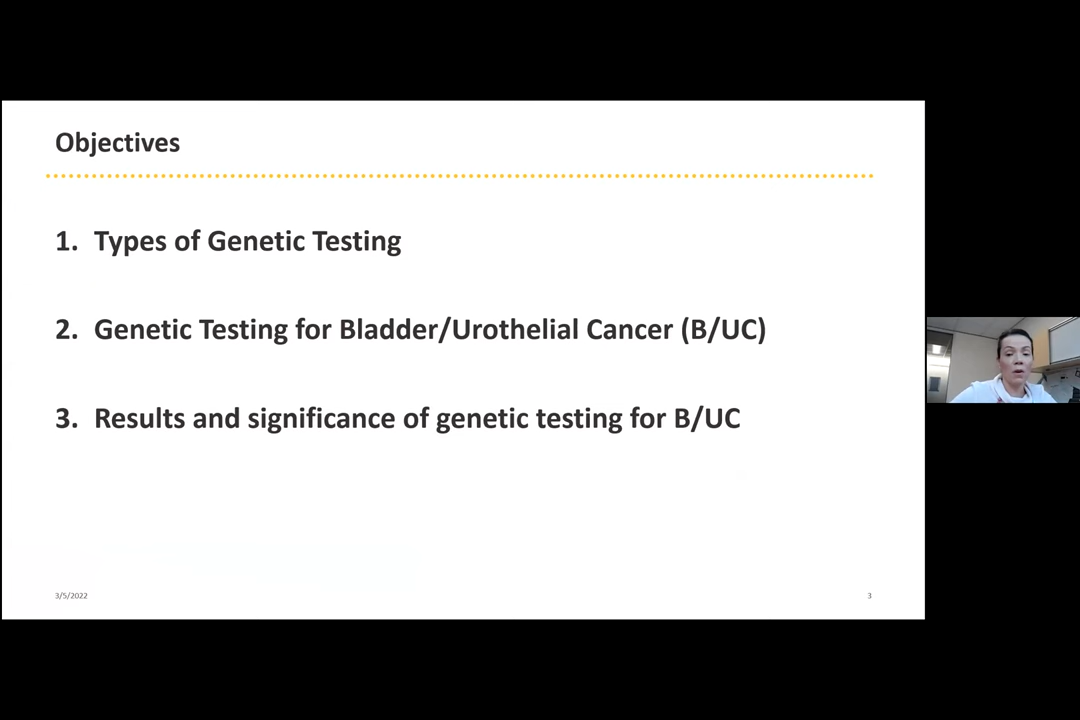 Objectives
1. Types of Genetic Testing
2. Genetic Testing for Bladder/Urothelial Cancer (B/UC)
3. Results and significance of genetic testing for B/UC
3/5/2022
3